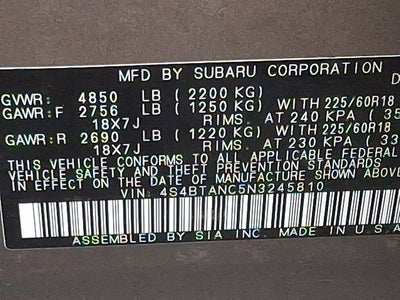 MFD BY SUBARU CORPORATION D
GVWR: 4850 LB (2200 KG)
GAWR:F 2756 LB (1250 KG) WITH 225/60R18
18X7J RIMS. AT 240 KPA (35
GAWR:R 2690 LB (1220 KG) WITH 225/60R18
18X7J RIMS. AT 230 KPA (33
THIS VEHICLE CONFORMS TO ALL APPLICABLE FEDERAL
VEHICLE SAFETY AND THEFT PREVENTION STANDARDS
IN EFFECT ON THE DATE OF MANUFACTURE SHOWN ABOVE
VIN: 4S4BTANC5N3245810
ASSEMBLED BY SIA INC. MADE IN U.S.A